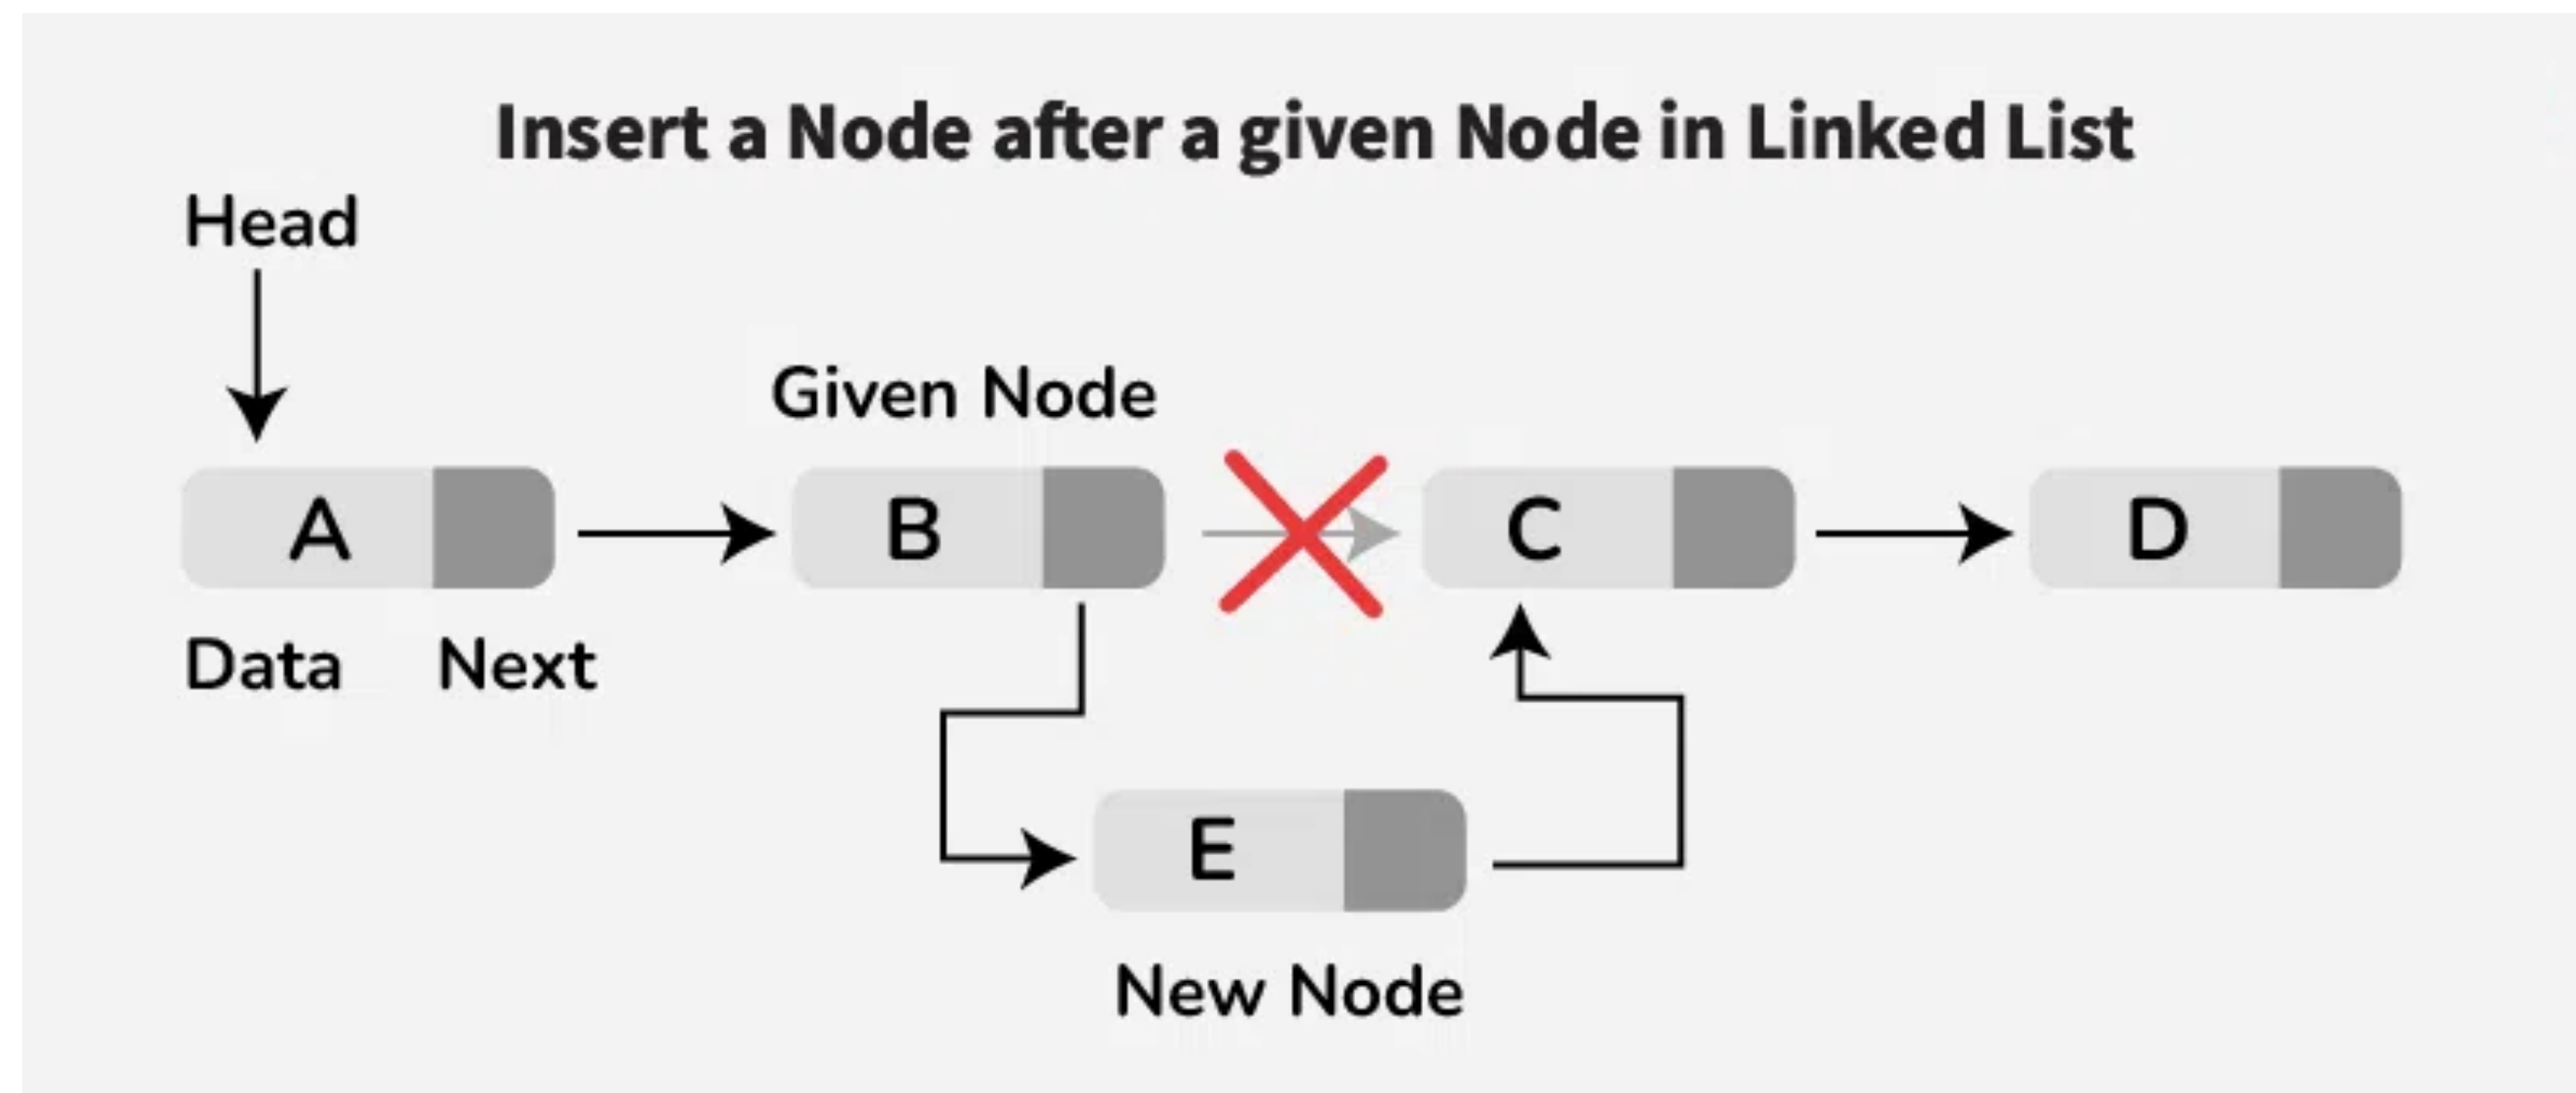 Insert a Node after a given Node in Linked List
Head
Given Node
A
B
C
D
Data
Next
E
New Node